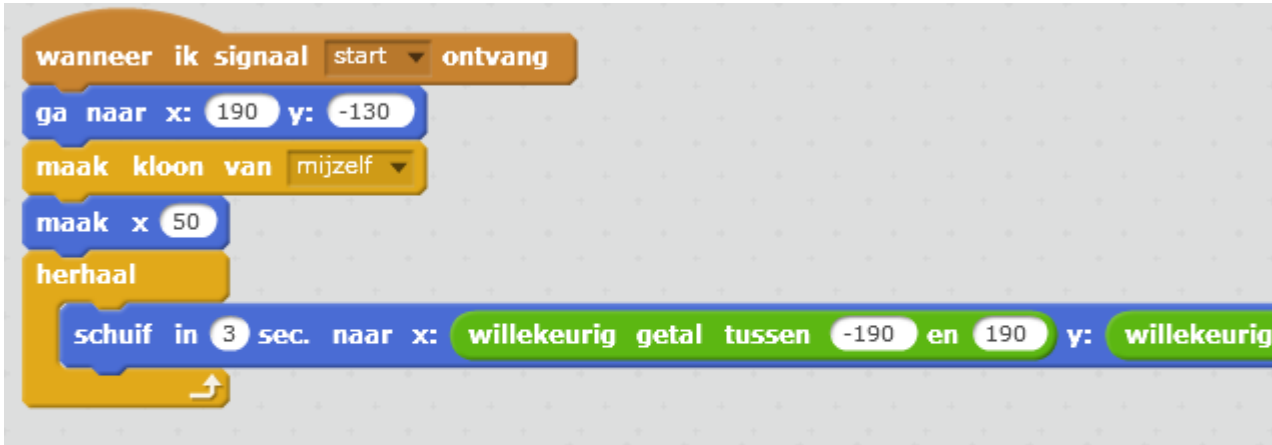 wanneer ik signaal start ontvang
ga naar x: 190 y: -130
maak kloon van mijzelf
maak x 50
herhaal
schuif in 3 sec. naar x: willekeurig getal tussen -190 en 190 y: willekeurig